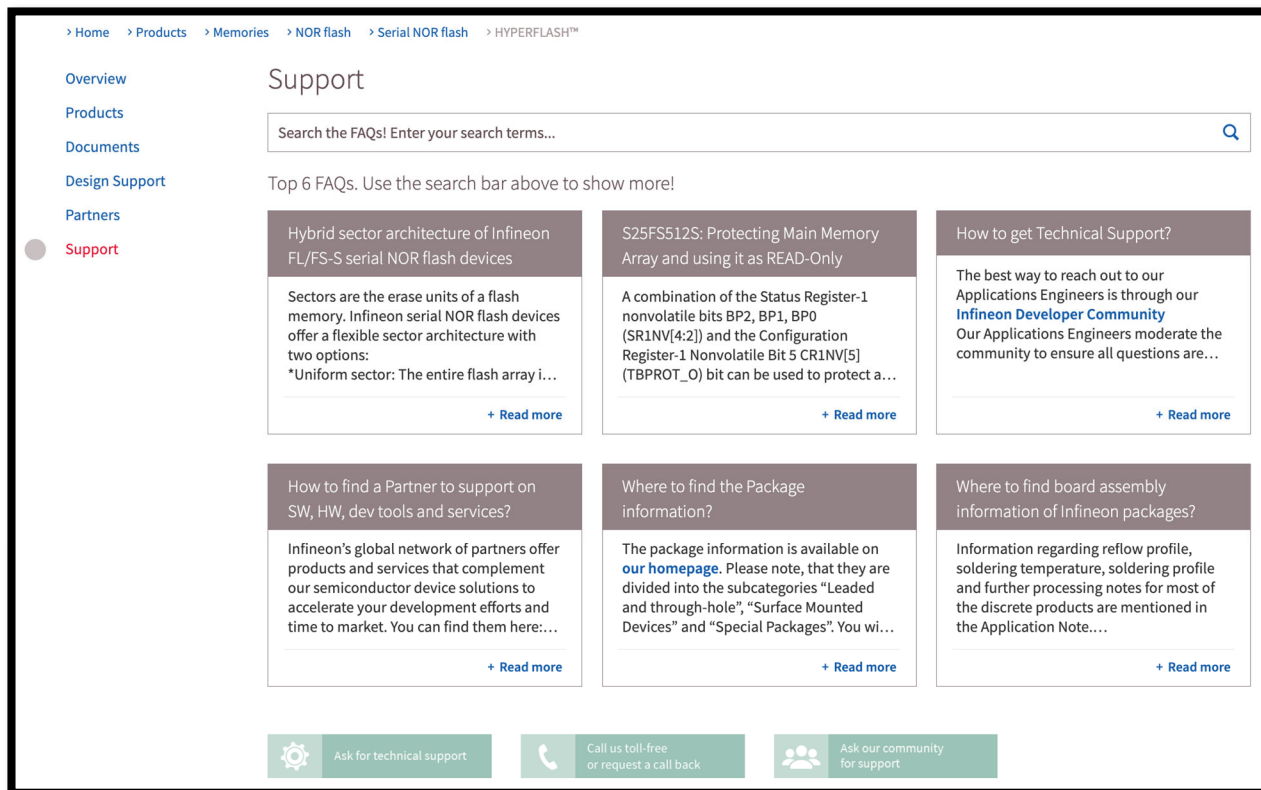 > Home > Products > Memories > NOR flash > Serial NOR flash > HYPERFLASH™
Overview
Products
Documents
Design Support
Partners
Support
Support
Search the FAQs! Enter your search terms...
Top 6 FAQs. Use the search bar above to show more!
Hybrid sector architecture of Infineon
FL/FS-S serial NOR flash devices
Sectors are the erase units of a flash
memory. Infineon serial NOR flash devices
offer a flexible sector architecture with
two options:
*Uniform sector: The entire flash array i…
+ Read more
S25FS512S: Protecting Main Memory
Array and using it as READ-Only
A combination of the Status Register-1
nonvolatile bits BP2, BP1, BP0
(SR1NV[4:2]) and the Configuration
Register-1 Nonvolatile Bit 5 CR1NV[5]
(TBPROT_O) bit can be used to protect a…
+ Read more
How to get Technical Support?
The best way to reach out to our
Applications Engineers is through our
Infineon Developer Community
Our Applications Engineers moderate the
community to ensure all questions are…
+ Read more
How to find a Partner to support on
SW, HW, dev tools and services?
Infineon’s global network of partners offer
products and services that complement
our semiconductor device solutions to
accelerate your development efforts and
time to market. You can find them here:…
+ Read more
Where to find the Package
information?
The package information is available on
our homepage. Please note, that they are
divided into the subcategories “Leaded
and through-hole”, “Surface Mounted
Devices” and “Special Packages”. You wi…
+ Read more
Where to find board assembly
information of Infineon packages?
Information regarding reflow profile,
soldering temperature, soldering profile
and further processing notes for most of
the discrete products are mentioned in
the Application Note.…
+ Read more
Ask for technical support
Call us toll-free
or request a call back
Ask our community
for support